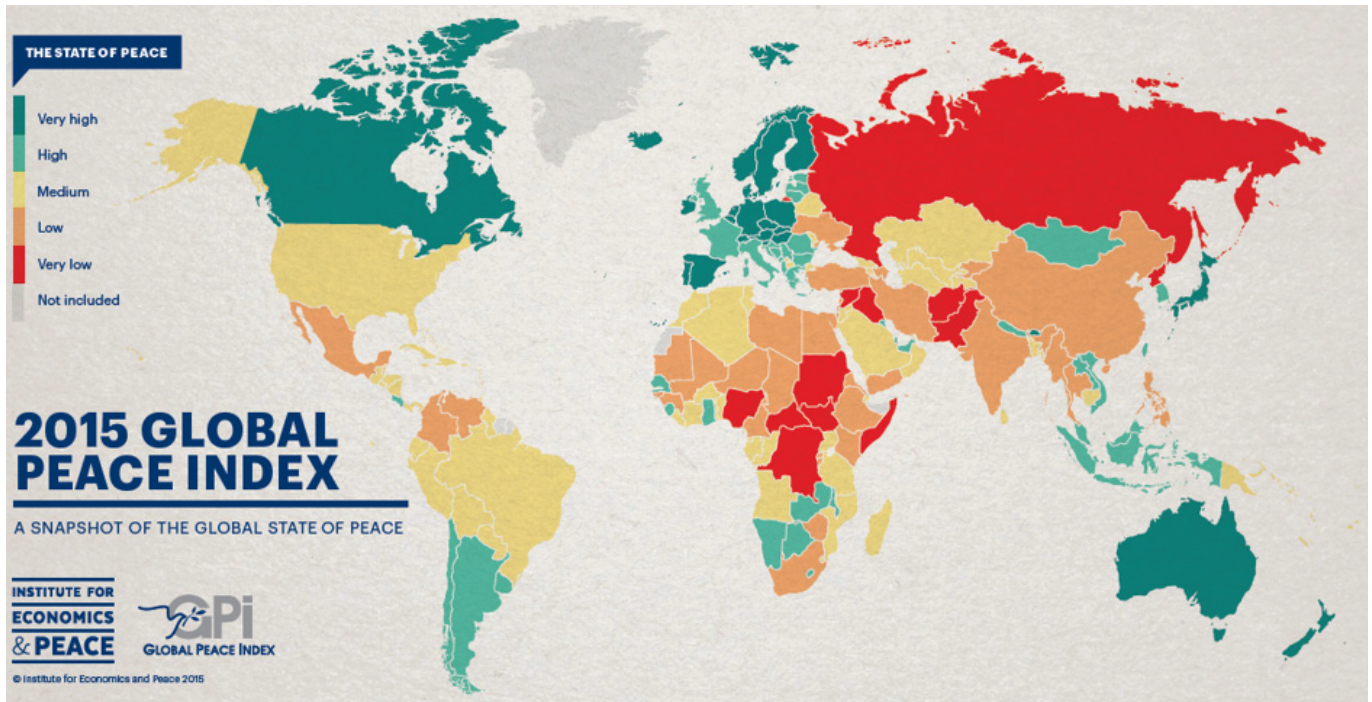 THE STATE OF PEACE
Very high
High
Medium
Low
Very low
Not included
2015 GLOBAL
PEACE INDEX
A SNAPSHOT OF THE GLOBAL STATE OF PEACE
INSTITUTE FOR
ECONOMICS
& PEACE
GPi
GLOBAL PEACE INDEX
© Institute for Economics and Peace 2015